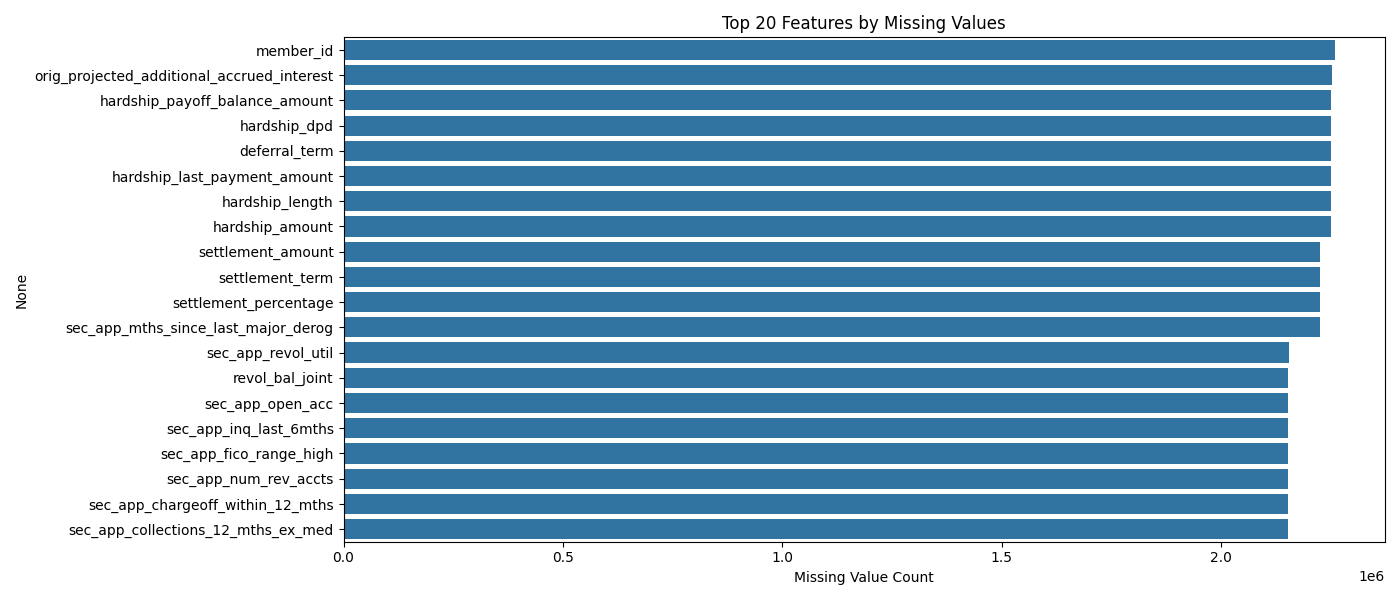 Top 20 Features by Missing Values
member_id
orig_projected_additional_accrued_interest
hardship_payoff_balance_amount
hardship_dpd
deferral_term
hardship_last_payment_amount
hardship_length
hardship_amount
settlement_amount
settlement_term
settlement_percentage
sec_app_mths_since_last_major_derog
sec_app_revol_util
revol_bal_joint
sec_app_open_acc
sec_app_inq_last_6mths
sec_app_fico_range_high
sec_app_num_rev_accts
sec_app_chargeoff_within_12_mths
sec_app_collections_12_mths_ex_med
None
0.0 0.5 1.0 1.5 2.0
Missing Value Count
1e6